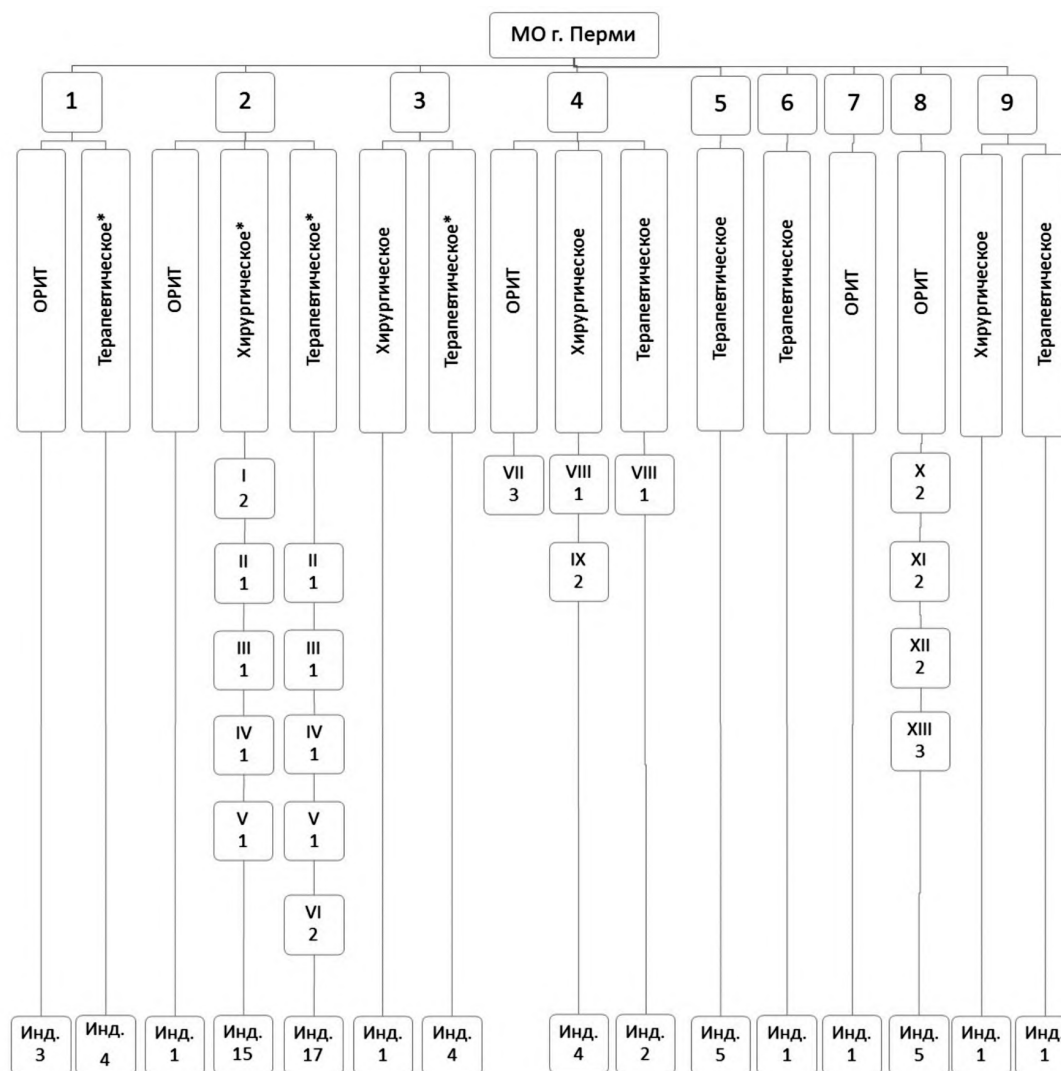 МО г. Перми
1 2 3 4 5 6 7 8 9
ОРИТ
Терапевтическое*
ОРИТ
Хирургическое*
Терапевтическое*
Хирургическое
Терапевтическое*
ОРИТ
Хирургическое
Терапевтическое
Терапевтическое
Терапевтическое
ОРИТ
ОРИТ
Хирургическое
Терапевтическое
I
2
VII VIII VIII X
3 1 1 2
II II IX XI
1 1 2 2
III III XII
1 1 2
IV IV XIII
1 1 3
V V
1 1
VI
2
Инд. Инд. Инд. Инд. Инд. Инд. Инд. Инд. Инд. Инд. Инд. Инд. Инд. Инд. Инд.
3 4 1 15 17 1 4 4 2 5 1 1 5 1 1